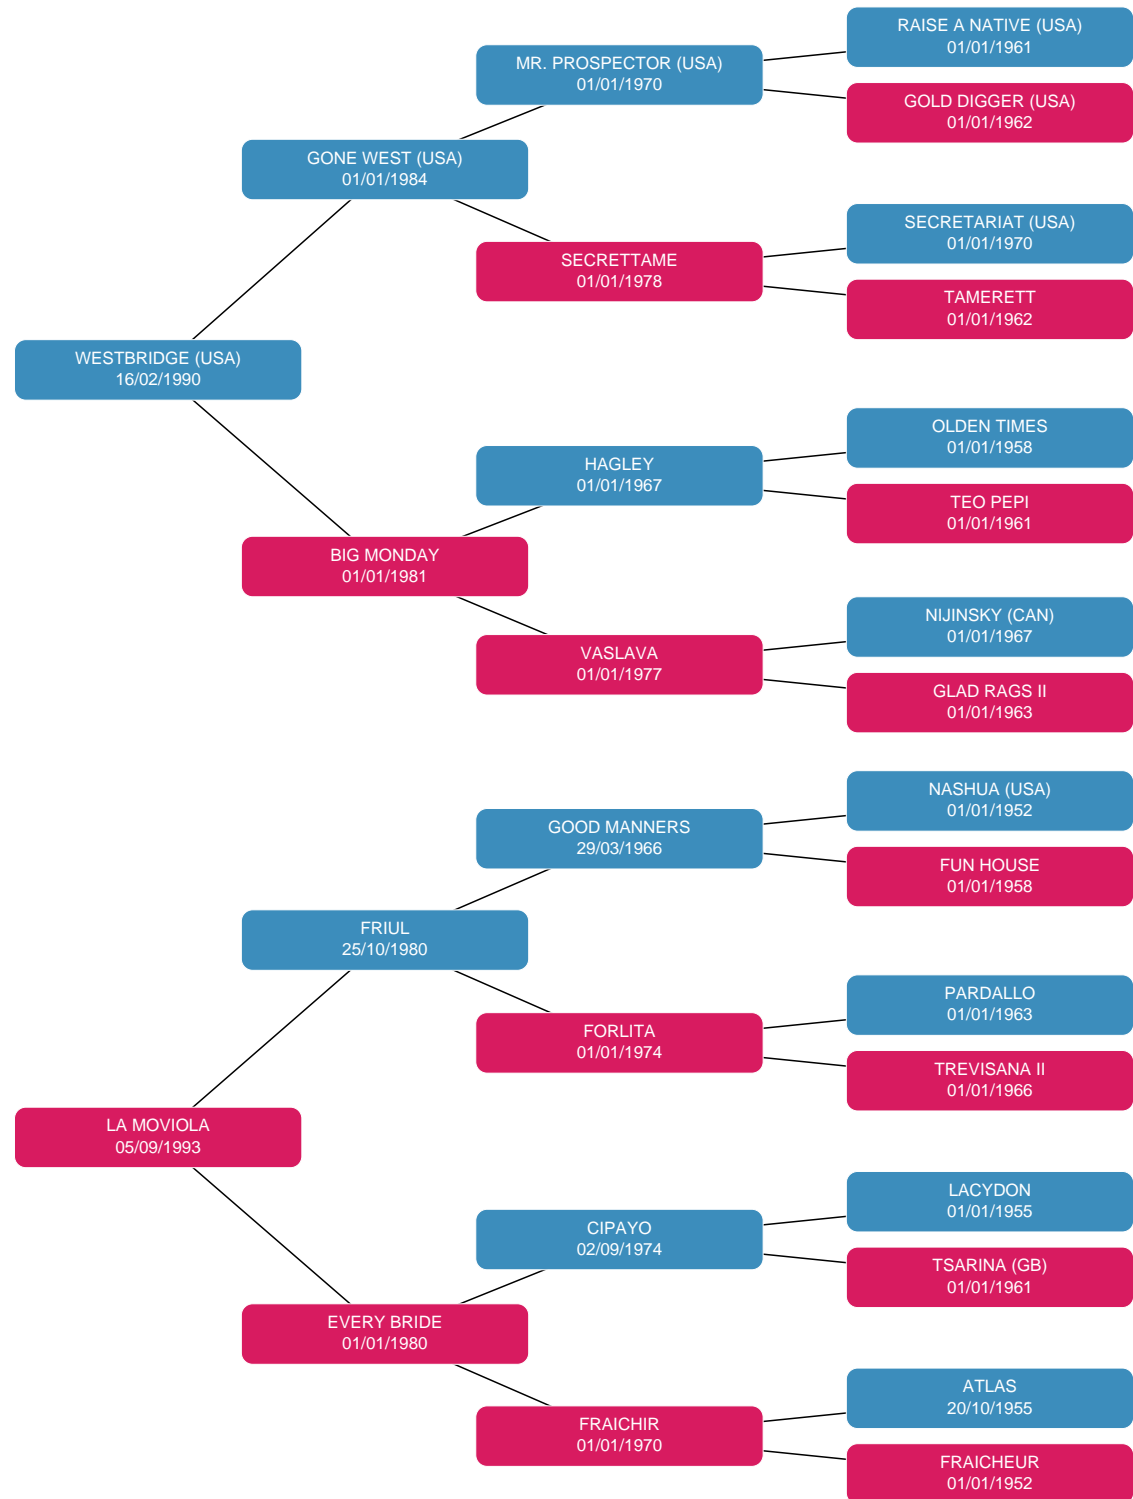 RAISE A NATIVE (USA)
01/01/1961
MR. PROSPECTOR (USA)
01/01/1970
GOLD DIGGER (USA)
01/01/1962
GONE WEST (USA)
01/01/1984
SECRETARIAT (USA)
01/01/1970
SECRETTAME
01/01/1978
TAMERETT
01/01/1962
WESTBRIDGE (USA)
16/02/1990
OLDEN TIMES
01/01/1958
HAGLEY
01/01/1967
TEO PEPI
01/01/1961
BIG MONDAY
01/01/1981
NIJINSKY (CAN)
01/01/1967
VASLAVA
01/01/1977
GLAD RAGS II
01/01/1963
NASHUA (USA)
01/01/1952
GOOD MANNERS
29/03/1966
FUN HOUSE
01/01/1958
FRIUL
25/10/1980
PARDALLO
01/01/1963
FORLITA
01/01/1974
TREVISANA II
01/01/1966
LA MOVIOLA
05/09/1993
LACYDON
01/01/1955
CIPAYO
02/09/1974
TSARINA (GB)
01/01/1961
EVERY BRIDE
01/01/1980
ATLAS
20/10/1955
FRAICHIR
01/01/1970
FRAICHEUR
01/01/1952